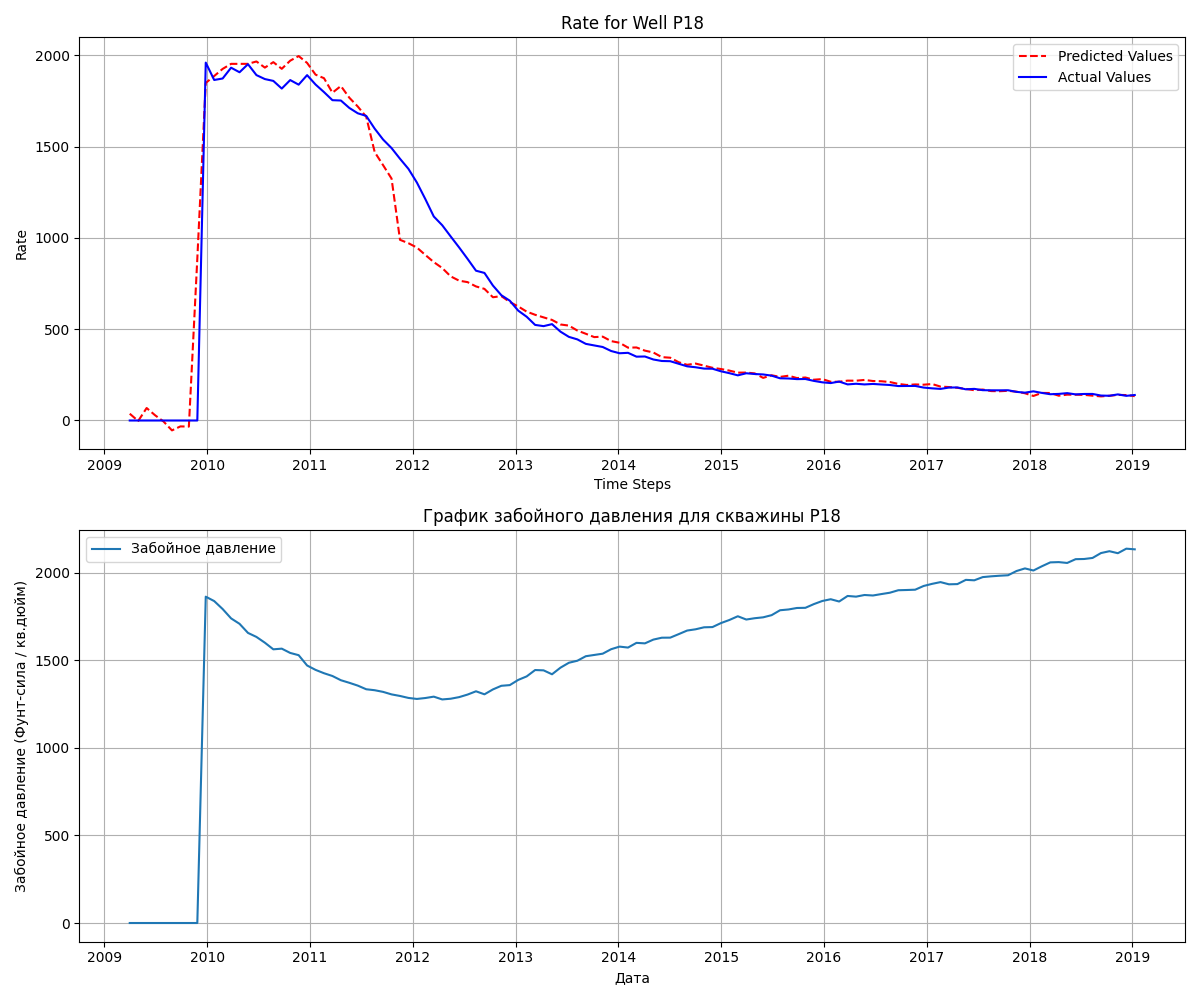 Rate for Well P18
Rate
2000
1500
1000
500
0
Predicted Values
Actual Values
2009 2010 2011 2012 2013 2014 2015 2016 2017 2018 2019
Time Steps
График забойного давления для скважины P18
Забойное давление (Фунт-сила / кв.дюйм)
2000
1500
1000
500
0
Забойное давление
2009 2010 2011 2012 2013 2014 2015 2016 2017 2018 2019
Дата